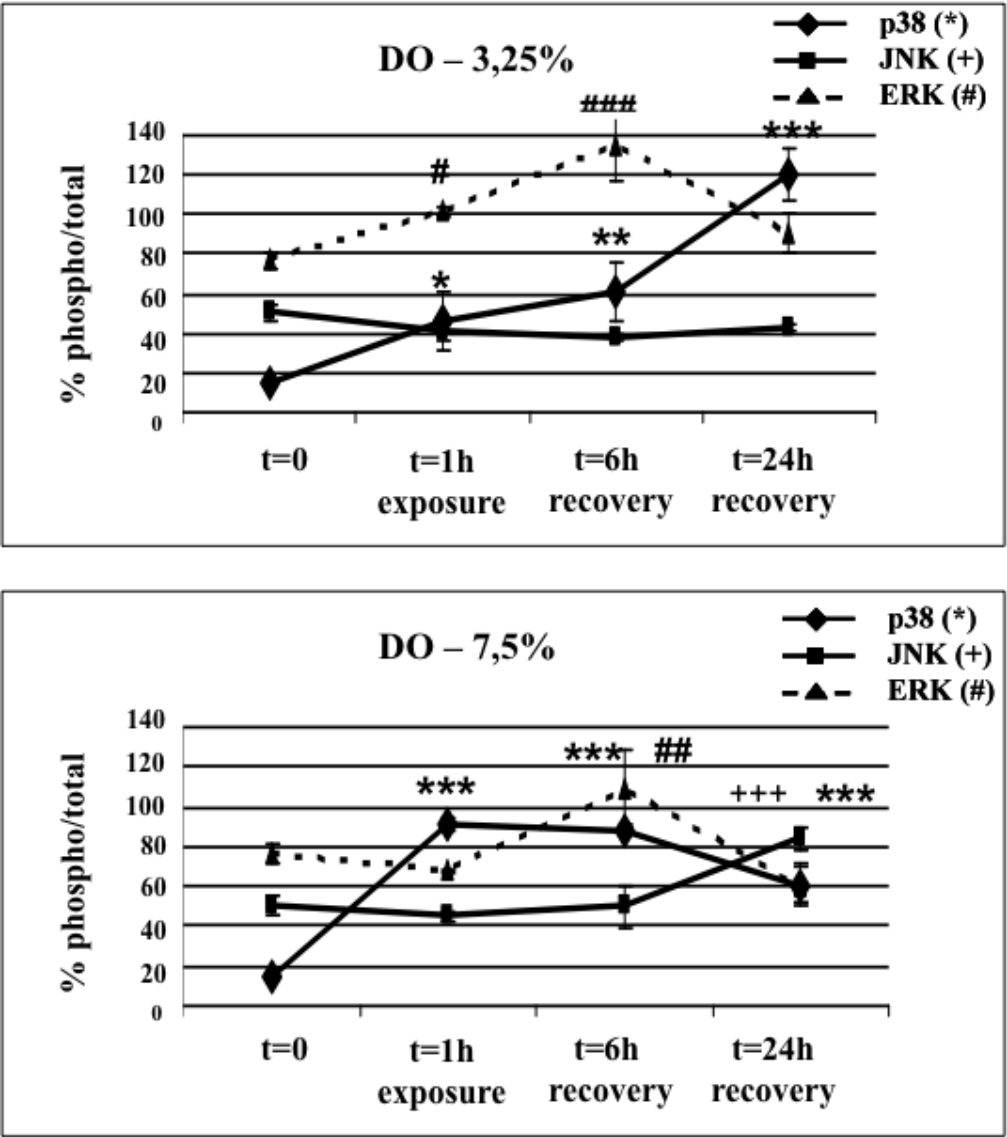 DO – 3,25%
p38 (*)
JNK (+)
ERK (#)
% phospho/total
140
120
100
80
60
40
20
0
#
###
***
*
**
t=0
t=1h
exposure
t=6h
recovery
t=24h
recovery
DO – 7,5%
p38 (*)
JNK (+)
ERK (#)
% phospho/total
140
120
100
80
60
40
20
0
***
*** ##
+++ ***
t=0
t=1h
exposure
t=6h
recovery
t=24h
recovery